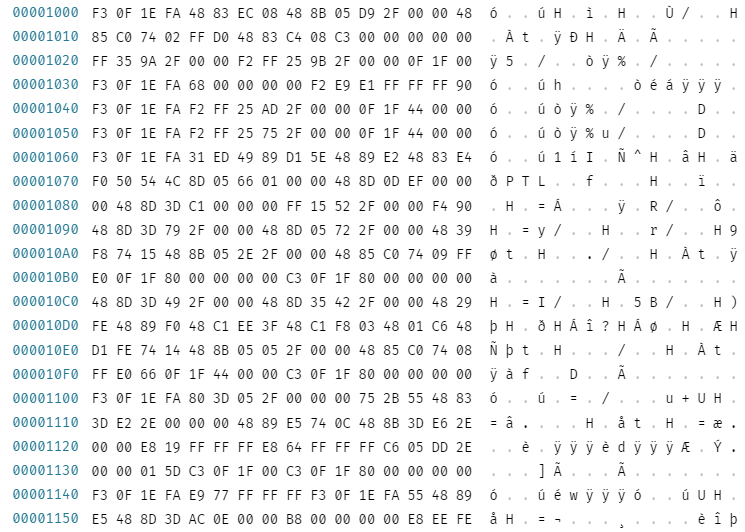 00001000 F3 0F 1E FA 48 83 EC 08 48 8B 05 D9 2F 00 00 48 ó . . ú H . ì . H . . Ù / . . H
00001010 85 C0 74 02 FF D0 48 83 C4 08 C3 00 00 00 00 00 . À t . ÿ Ð H . Ä . Ã . . . . .
00001020 FF 35 9A 2F 00 00 F2 FF 25 9B 2F 00 00 0F 1F 00 ÿ 5 . / . . ò ÿ % . / . . . . .
00001030 F3 0F 1E FA 68 00 00 00 00 F2 E9 E1 FF FF FF 90 ó . . ú h . . . . ò é á ÿ ÿ ÿ .
00001040 F3 0F 1E FA F2 FF 25 AD 2F 00 00 0F 1F 44 00 00 ó . . ú ò ÿ % . / . . . . D . .
00001050 F3 0F 1E FA F2 FF 25 75 2F 00 00 0F 1F 44 00 00 ó . . ú ò ÿ % u / . . . . D . .
00001060 F3 0F 1E FA 31 ED 49 89 D1 5E 48 89 E2 48 83 E4 ó . . ú 1 í I . Ñ ^ H . â H . ä
00001070 F0 50 54 4C 8D 05 66 01 00 00 48 8D 0D EF 00 00 ð P T L . . f . . . H . . ï . .
00001080 00 48 8D 3D C1 00 00 00 FF 15 52 2F 00 00 F4 90 . H . = Á . . . ÿ . R / . . ô .
00001090 48 8D 3D 79 2F 00 00 48 8D 05 72 2F 00 00 48 39 H . = y / . . H . . r / . . H 9
000010A0 F8 74 15 48 8B 05 2E 2F 00 00 48 85 C0 74 09 FF ø t . H . . . / . . H . À t . ÿ
000010B0 E0 0F 1F 80 00 00 00 00 C3 0F 1F 80 00 00 00 00 à . . . . . . . Ã . . . . . . .
000010C0 48 8D 3D 49 2F 00 00 48 8D 35 42 2F 00 00 48 29 H . = I / . . H . 5 B / . . H )
000010D0 FE 48 89 F0 48 C1 EE 3F 48 C1 F8 03 48 01 C6 48 þ H . ð H Á î ? H Á ø . H . Æ H
000010E0 D1 FE 74 14 48 8B 05 05 2F 00 00 48 85 C0 74 08 Ñ þ t . H . . . / . . H . À t .
000010F0 FF E0 66 0F 1F 44 00 00 C3 0F 1F 80 00 00 00 00 ÿ à f . . D . . Ã . . . . . . .
00001100 F3 0F 1E FA 80 3D 05 2F 00 00 00 75 2B 55 48 83 ó . . ú . = . / . . . u + U H .
00001110 3D E2 2E 00 00 00 48 89 E5 74 0C 48 8B 3D E6 2E = â . . . . H . å t . H . = æ .
00001120 00 00 E8 19 FF FF FF E8 64 FF FF FF C6 05 DD 2E . . è . ÿ ÿ ÿ è d ÿ ÿ ÿ Æ . Ý .
00001130 00 00 01 5D C3 0F 1F 00 C3 0F 1F 80 00 00 00 00 . . . ] Ã . . . Ã . . . . . . .
00001140 F3 0F 1E FA E9 77 FF FF FF F3 0F 1E FA 55 48 89 ó . . ú é w ÿ ÿ ÿ ó . . ú U H .
00001150 E5 48 8D 3D AC 0E 00 00 B8 00 00 00 00 E8 EE FE å H . = ¬ . . . ¸ . . . . è î þ